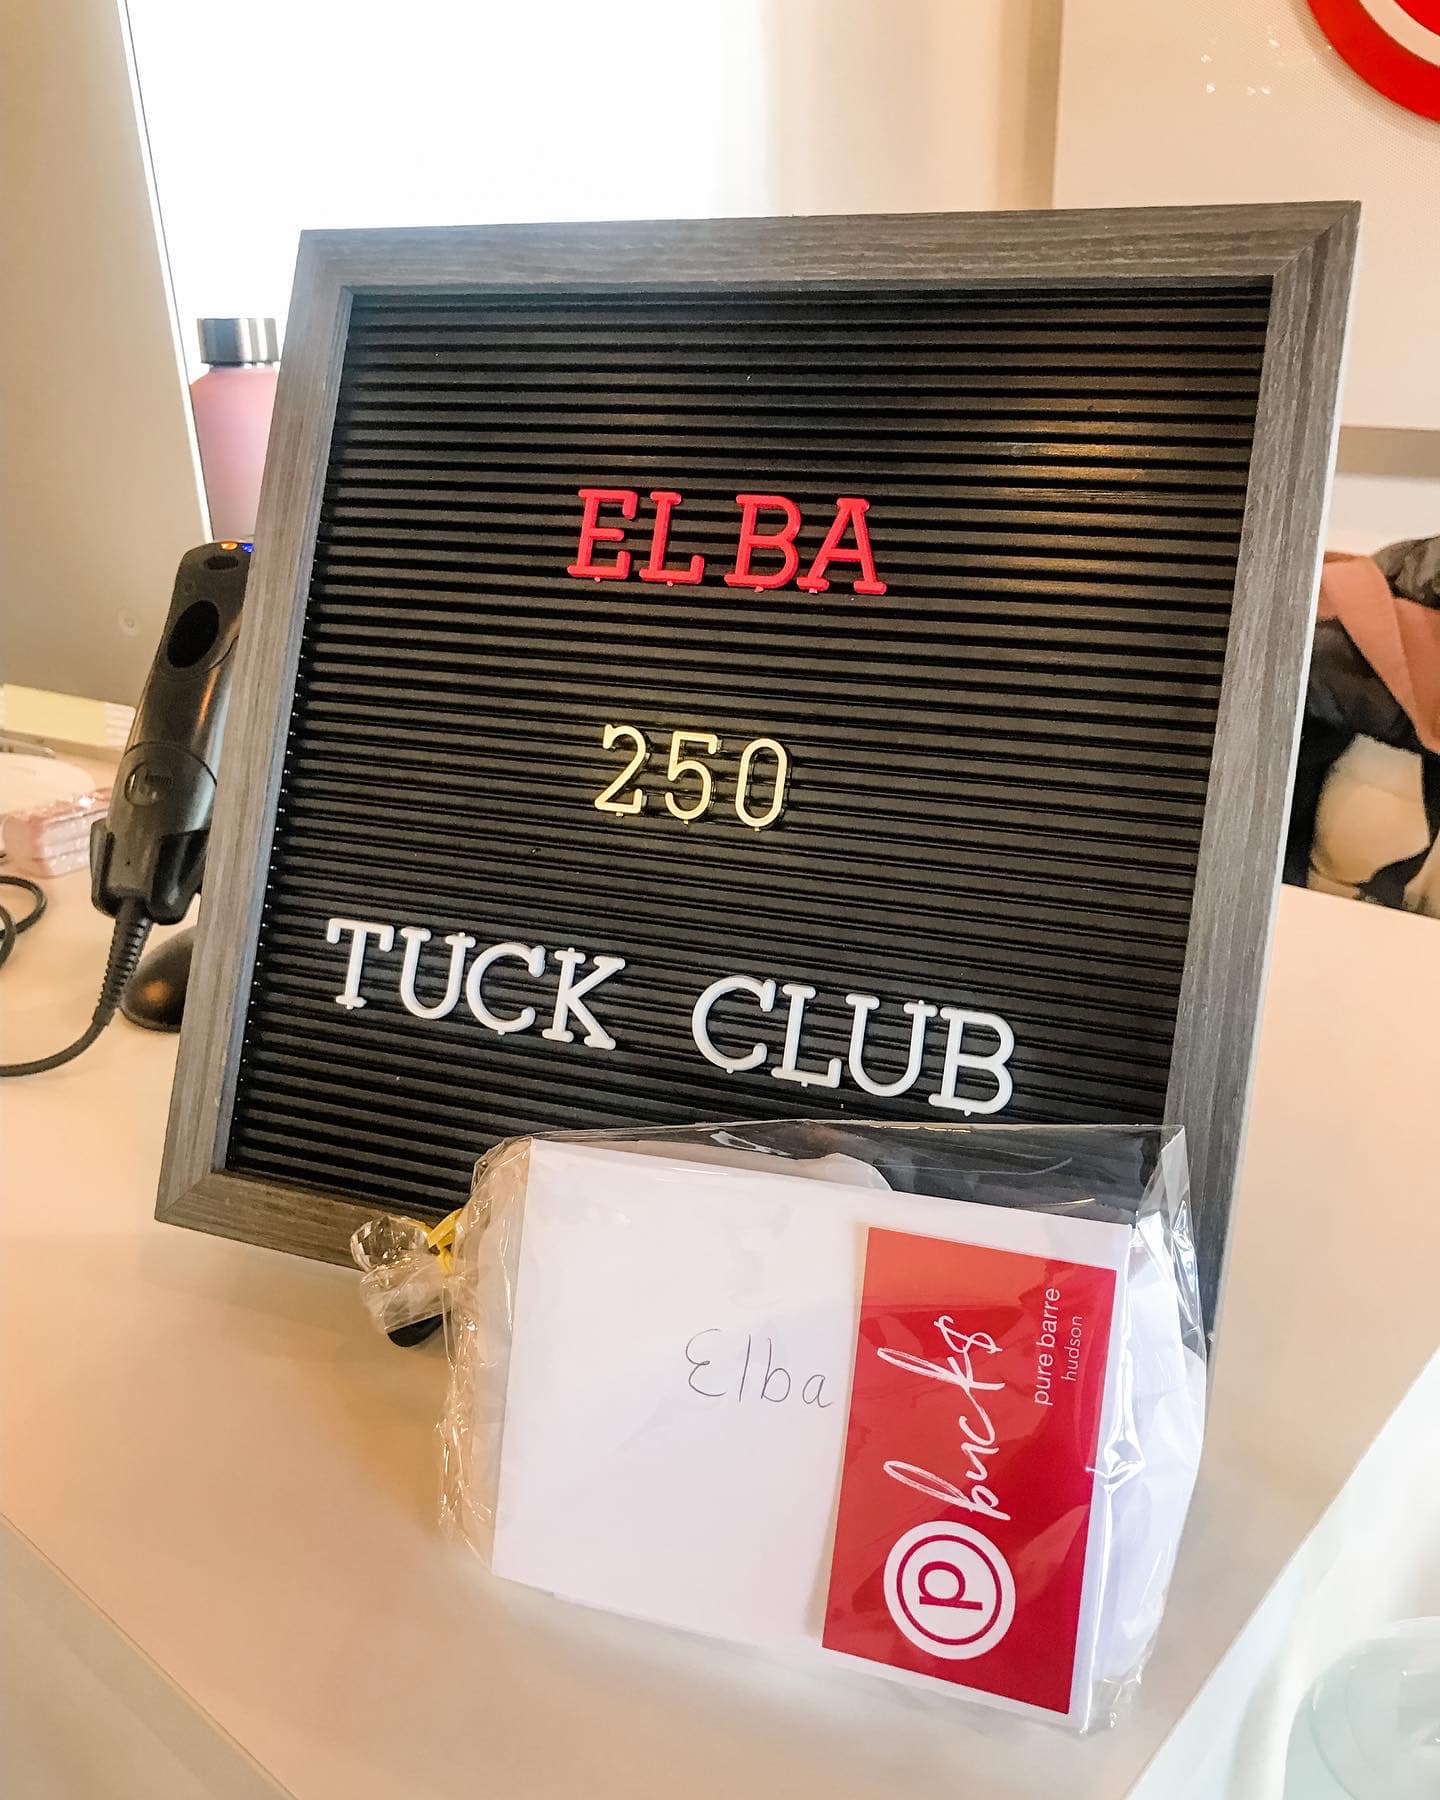 ELBA
250
TUCK CLUB
Elba
p bucks
pure barre
hudson